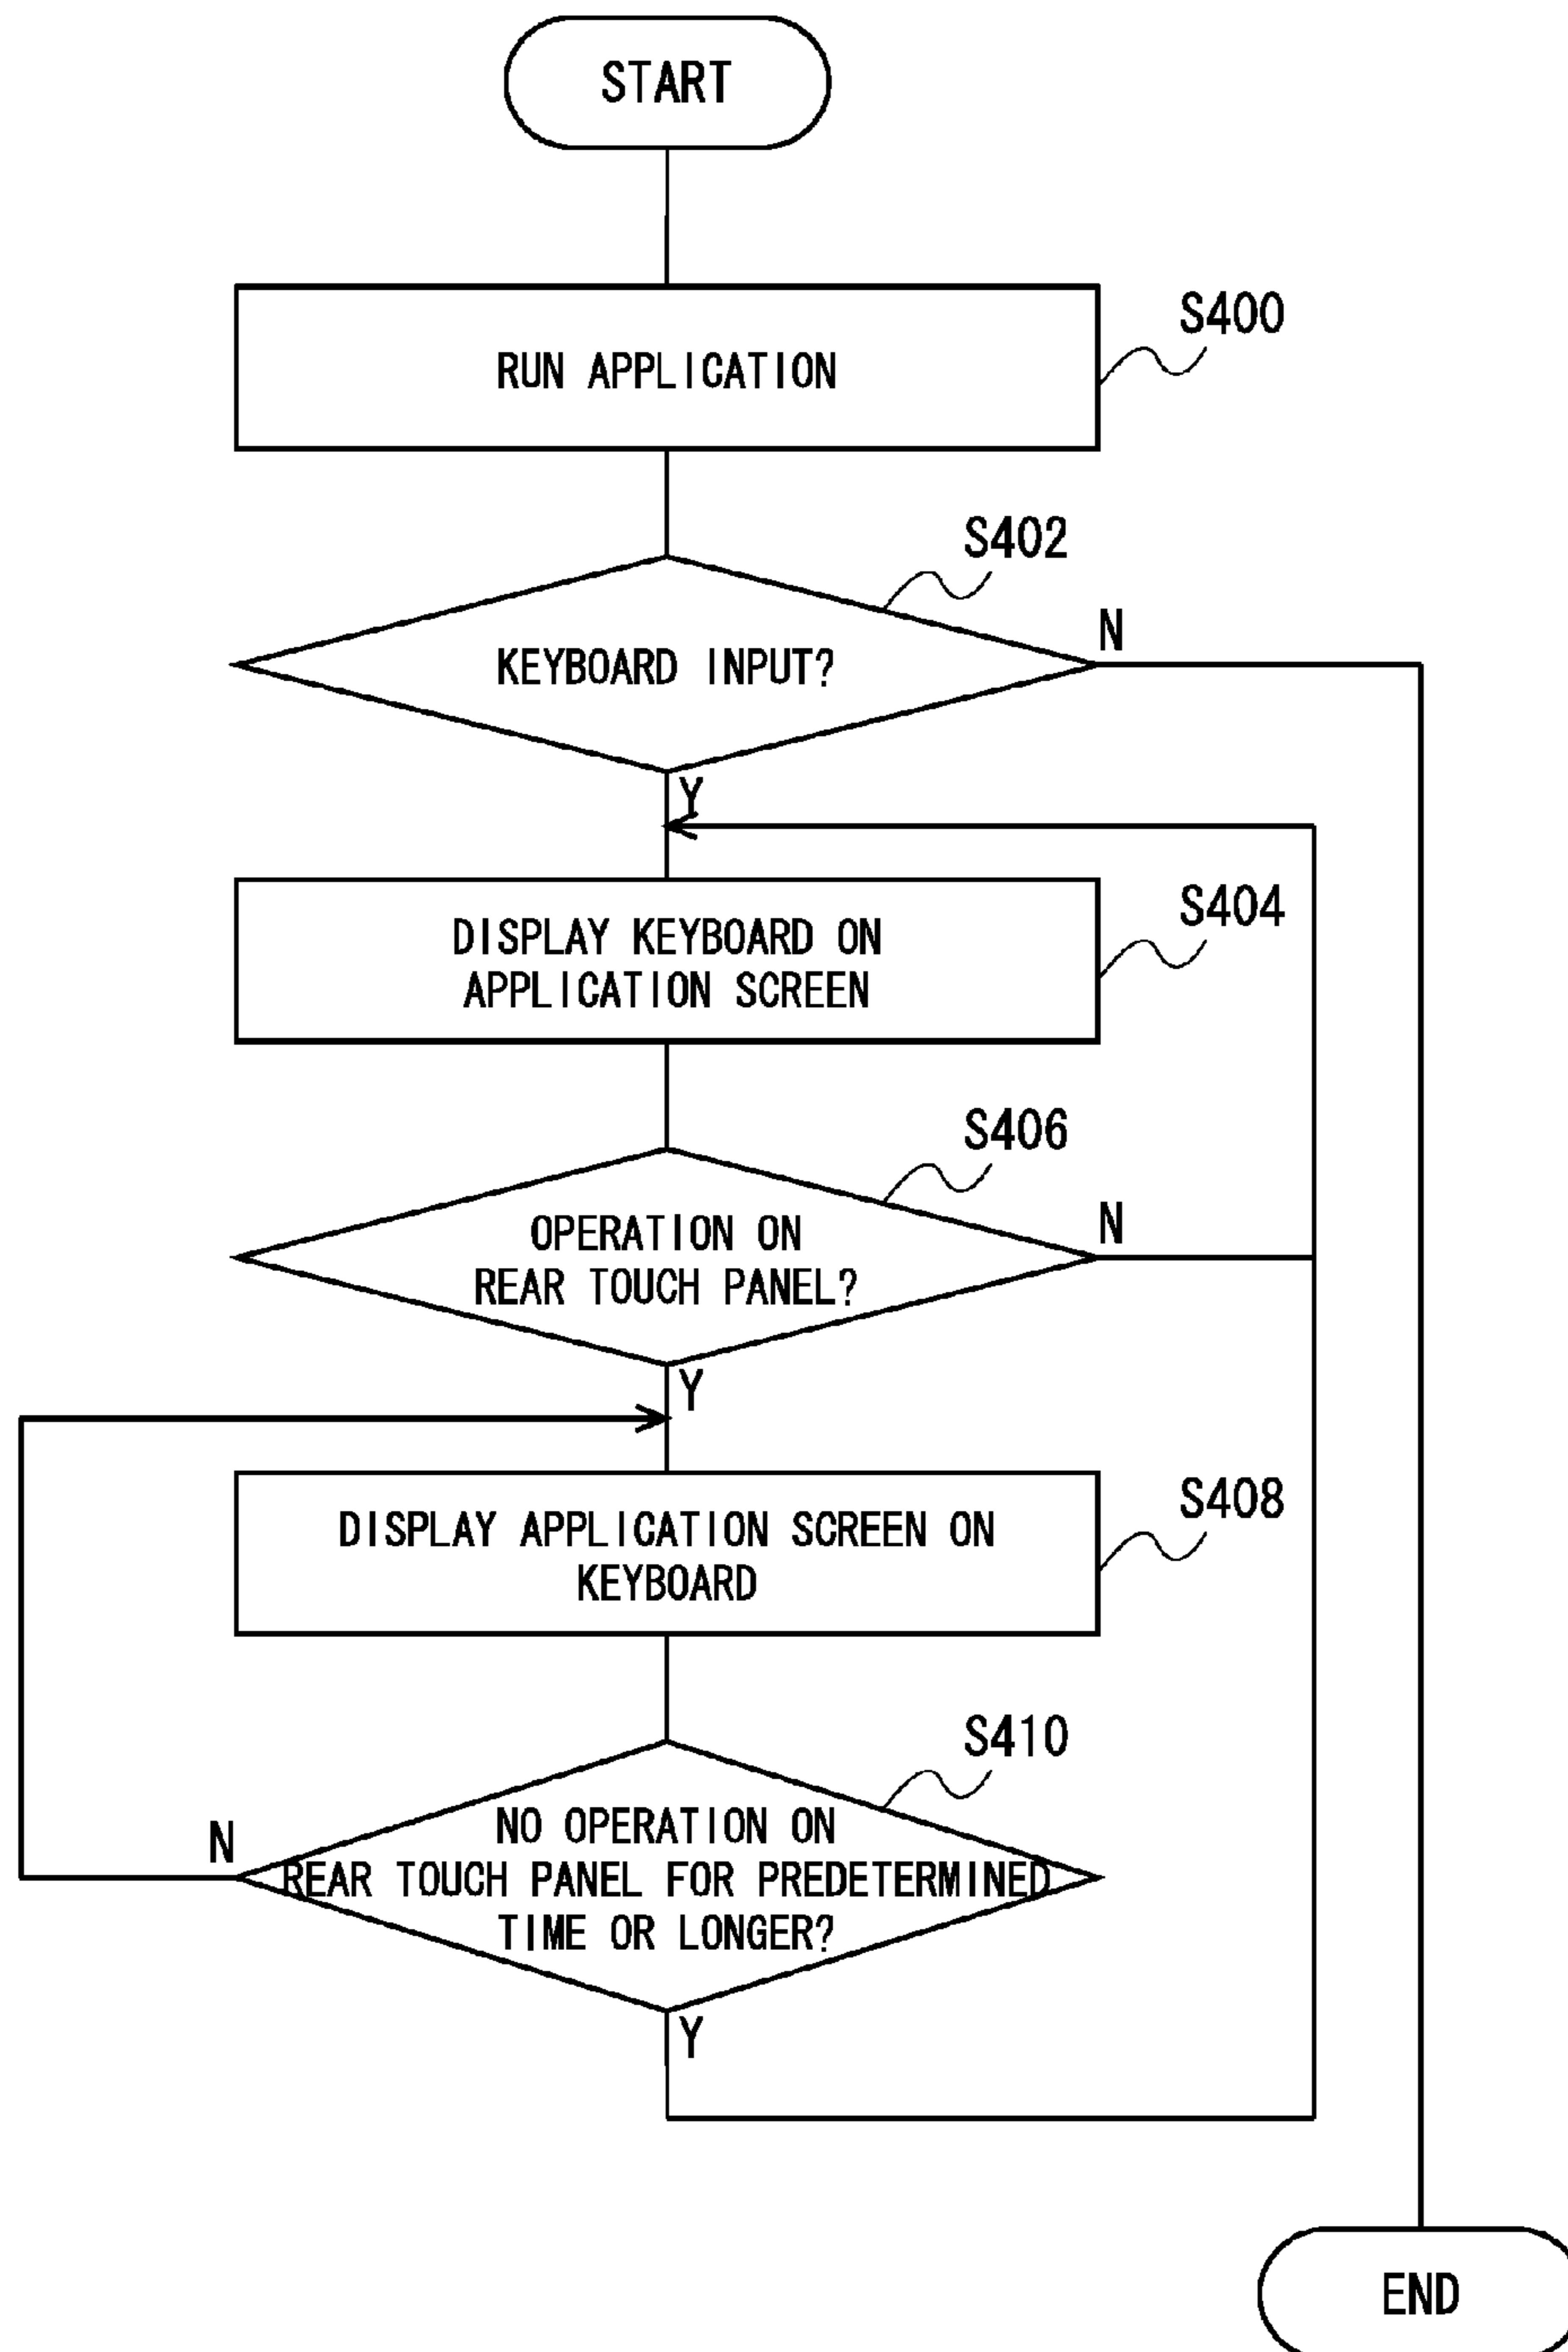 START
RUN APPLICATION
S400
S402
KEYBOARD INPUT?
N
Y
DISPLAY KEYBOARD ON
APPLICATION SCREEN
S404
S406
OPERATION ON
REAR TOUCH PANEL?
N
Y
DISPLAY APPLICATION SCREEN ON
KEYBOARD
S408
S410
NO OPERATION ON
REAR TOUCH PANEL FOR PREDETERMINED
TIME OR LONGER?
N
Y
END